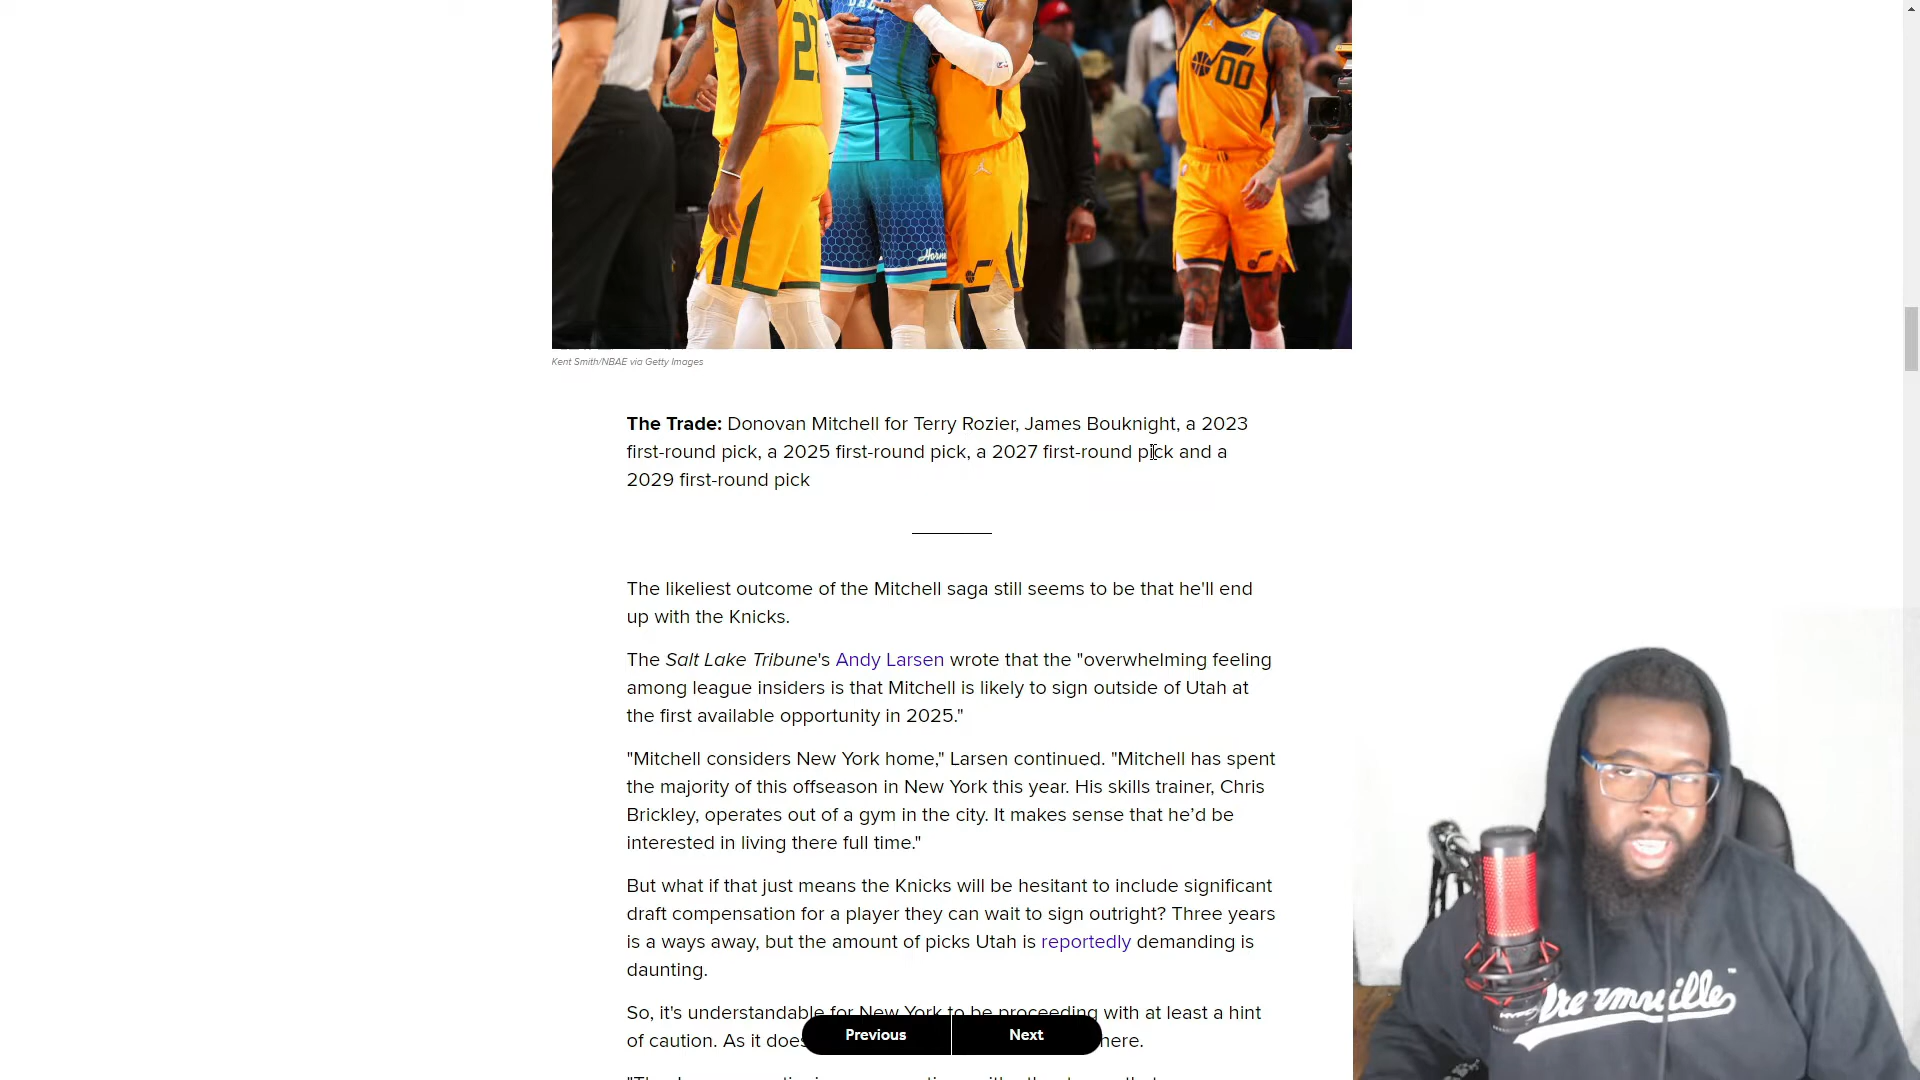 BALL
21
00
Horn
Kent Smith/NBAE via Getty Images
The Trade: Donovan Mitchell for Terry Rozier, James Bouknight, a 2023
first-round pick, a 2025 first-round pick, a 2027 first-round pick and a
2029 first-round pick
The likeliest outcome of the Mitchell saga still seems to be that he'll end
up with the Knicks.
The Salt Lake Tribune's Andy Larsen wrote that the "overwhelming feeling
among league insiders is that Mitchell is likely to sign outside of Utah at
the first available opportunity in 2025."
"Mitchell considers New York home," Larsen continued. "Mitchell has spent
the majority of this offseason in New York this year. His skills trainer, Chris
Brickley, operates out of a gym in the city. It makes sense that he’d be
interested in living there full time."
But what if that just means the Knicks will be hesitant to include significant
draft compensation for a player they can wait to sign outright? Three years
is a ways away, but the amount of picks Utah is reportedly demanding is
daunting.
So, it's understandable for New York to be proceeding with at least a hint
of caution. As it does here.
Previous Next
Dreamville